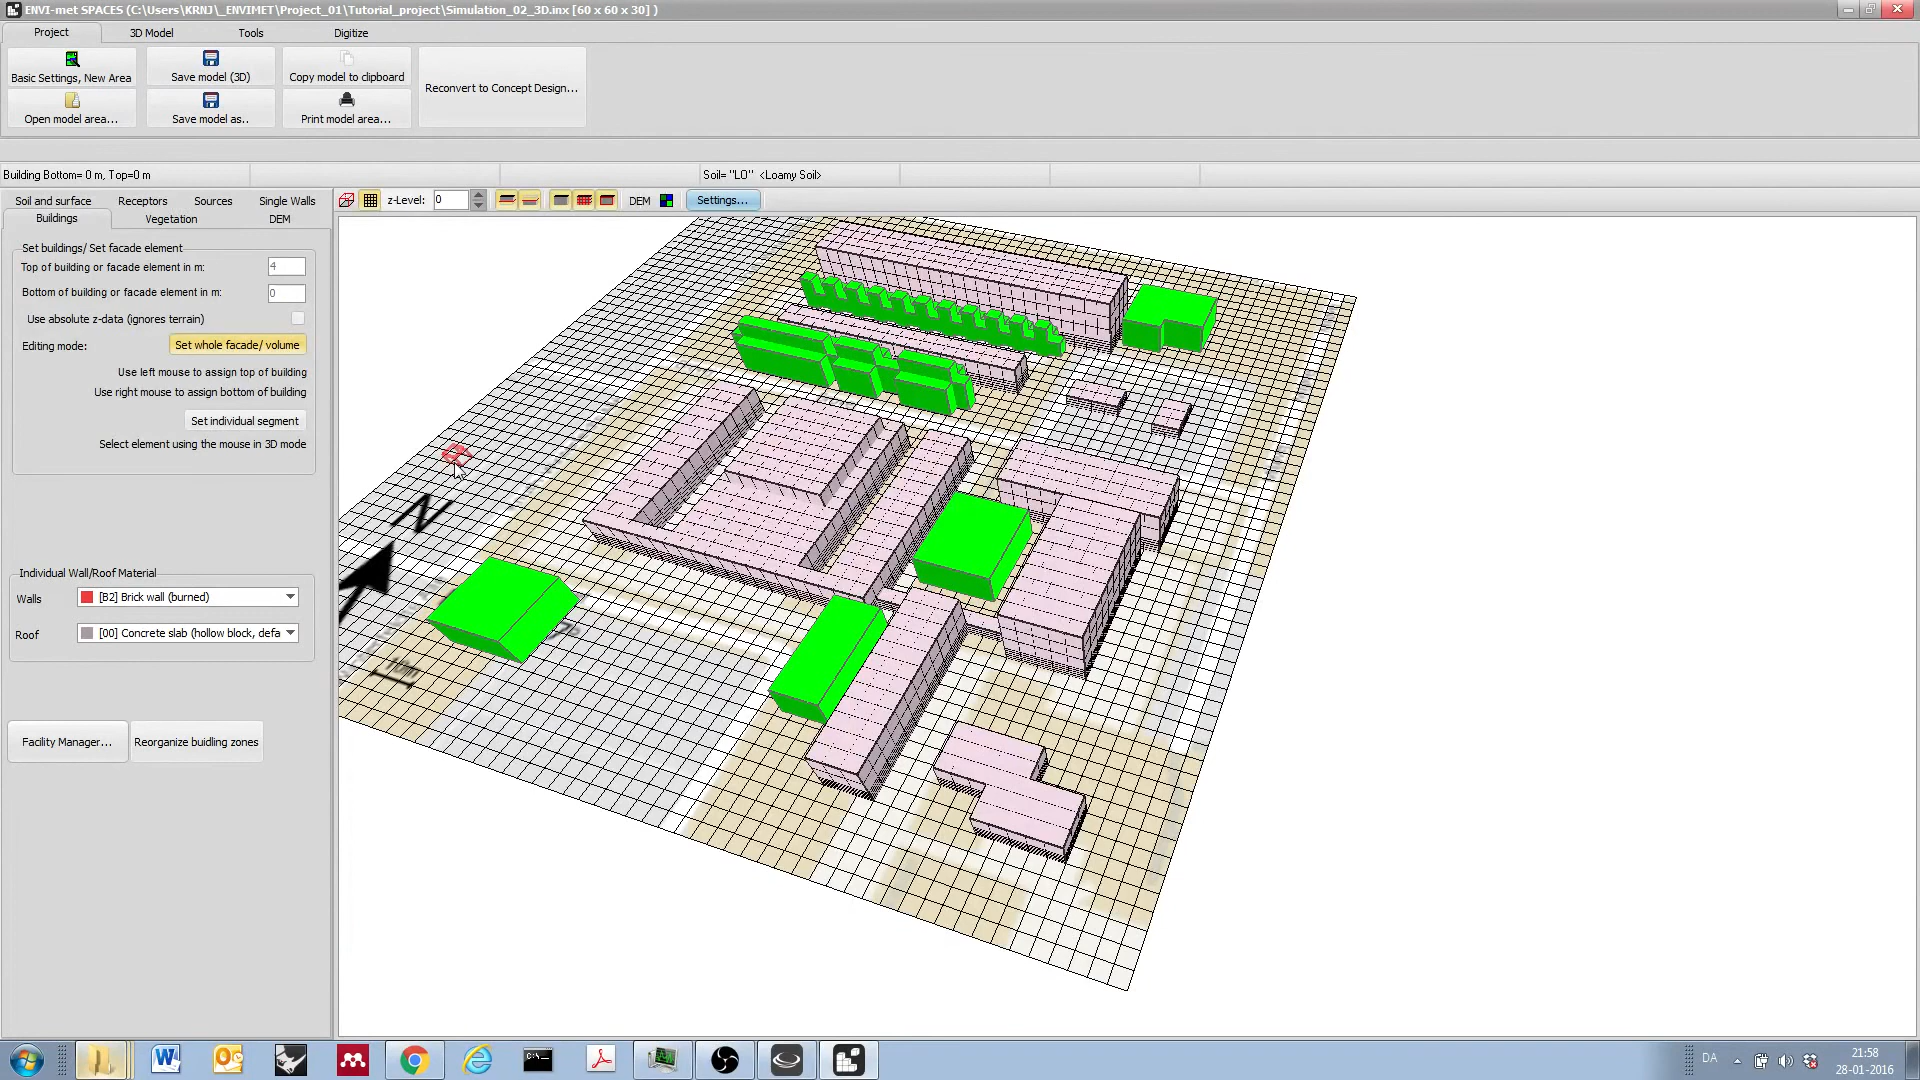 ENVI-met SPACES (C:\Users\KRNJ\_ENVIMET\Project_01\Tutorial_project\Simulation_02_3D.inx [60 x 60 x 30] )
Project 3D Model Tools Digitize
Basic Settings, New Area Save model (3D) Copy model to clipboard Reconvert to Concept Design...
Open model area... Save model as.. Print model area...
Building Bottom= 0 m, Top=0 m Soil= "LO" <Loamy Soil>
Soil and surface Receptors Sources Single Walls
Buildings Vegetation DEM
z-Level: 0 DEM Settings...
Set buildings/ Set facade element
Top of building or facade element in m: 4
Bottom of building or facade element in m: 0
Use absolute z-data (ignores terrain)
Editing mode: Set whole facade/ volume
Use left mouse to assign top of building
Use right mouse to assign bottom of building
Set individual segment
Select element using the mouse in 3D mode
N
Individual Wall/Roof Material
Walls [B2] Brick wall (burned)
Roof [00] Concrete slab (hollow block, defa
10m
Facility Manager... Reorganize buidling zones
DA 21:58
28-01-2016